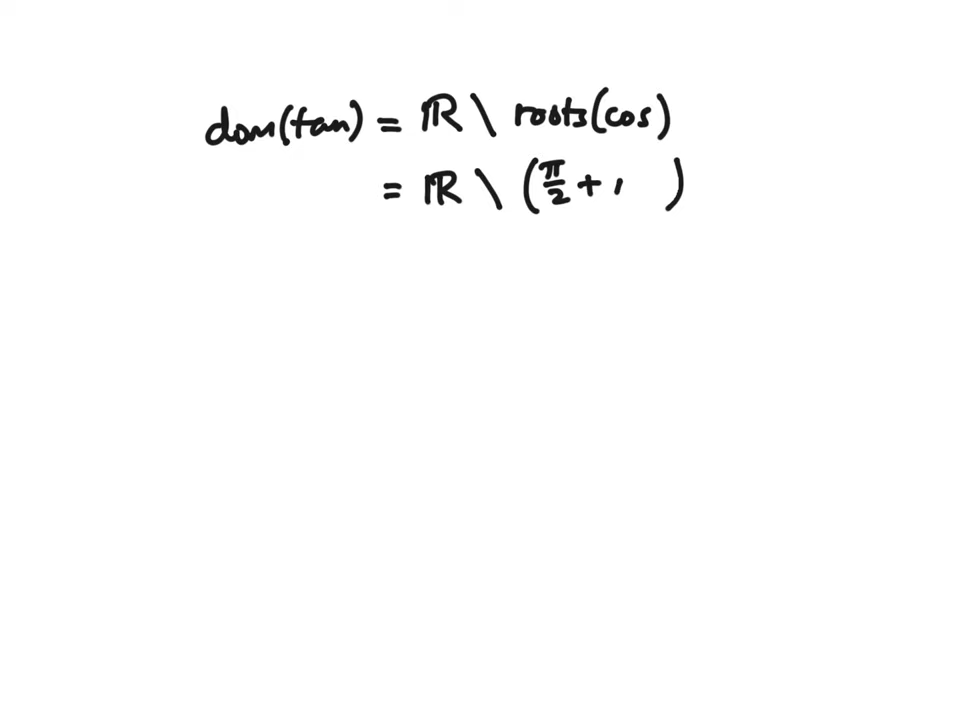 dom(tan) = ℝ \ roots(cos)
= ℝ \ (π/2 + )